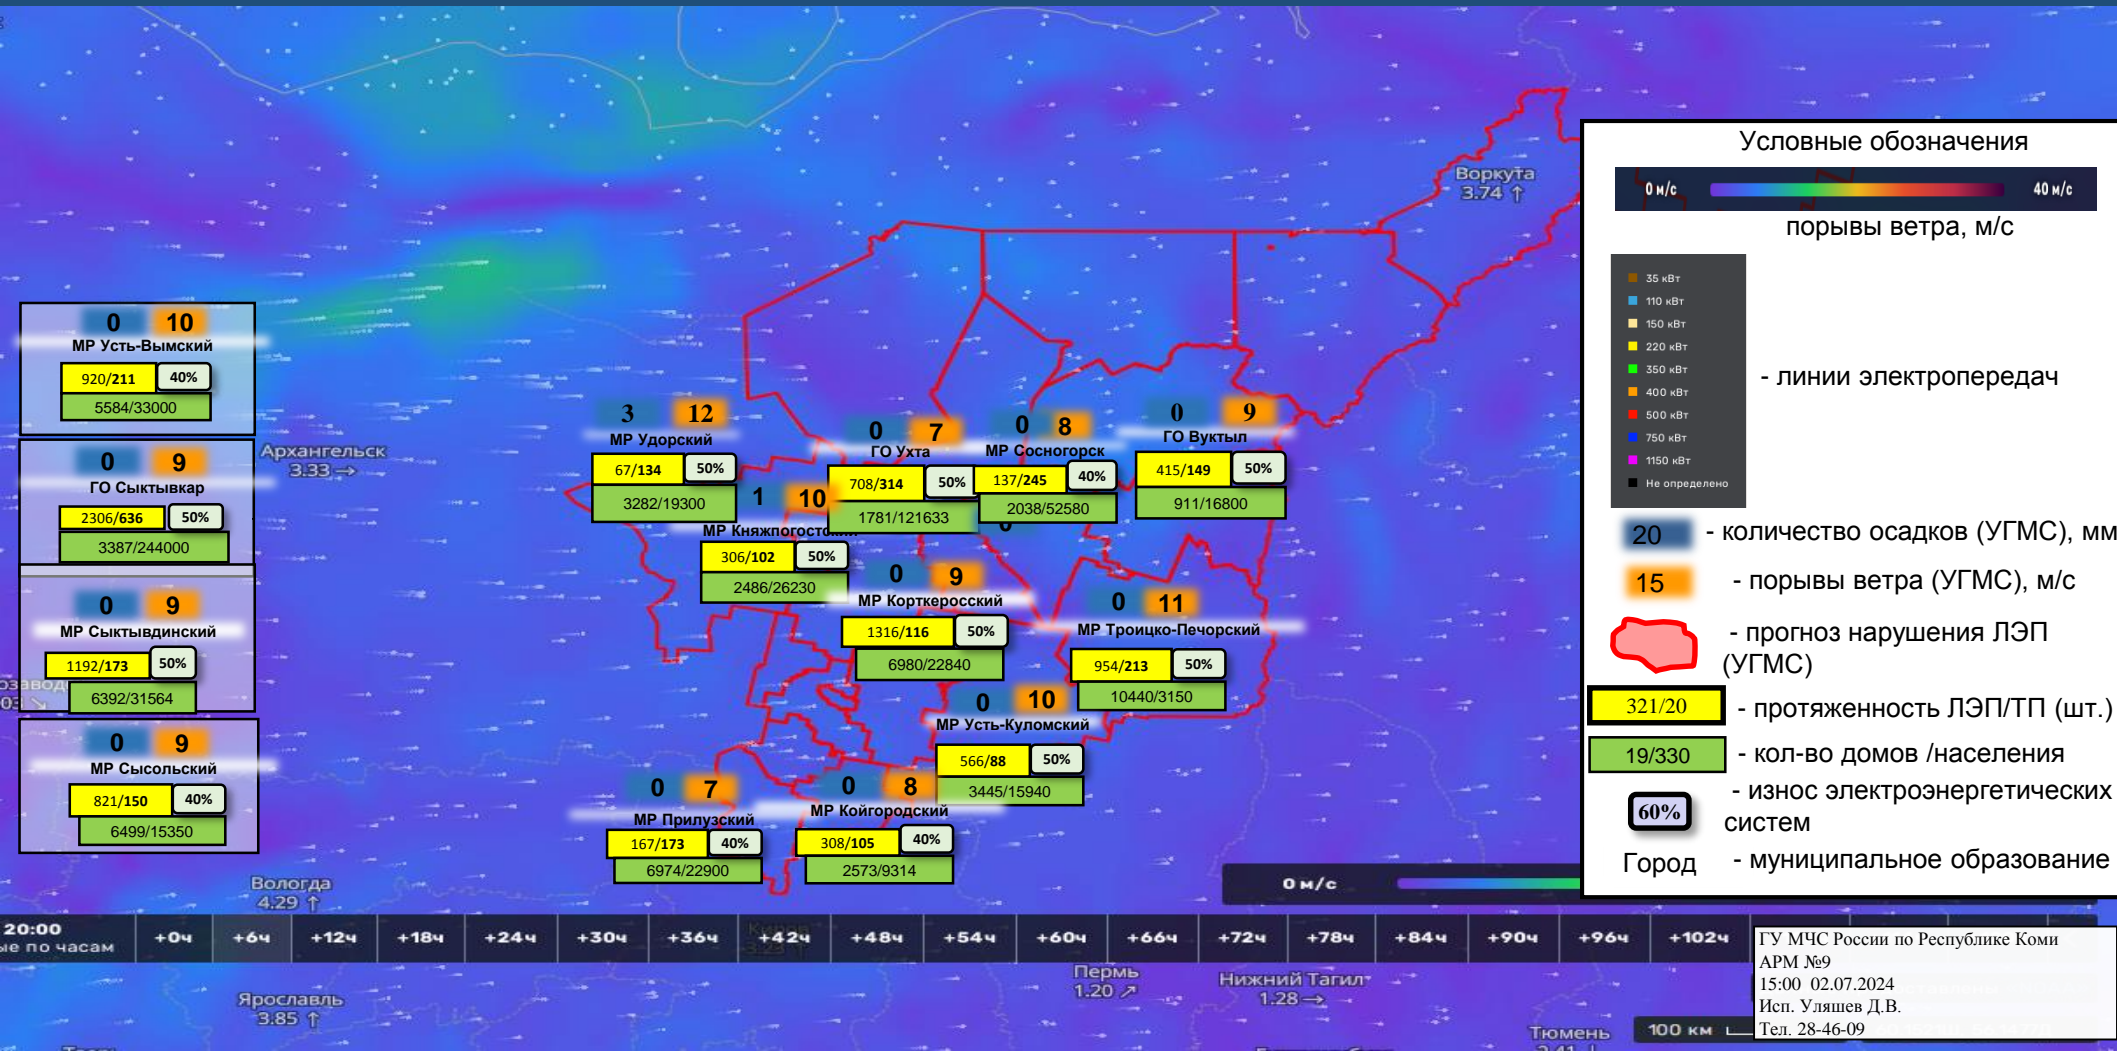 Условные обозначения
0 м/с 40 м/с
порывы ветра, м/с
35 кВт
110 кВт
150 кВт
220 кВт
350 кВт
400 кВт
500 кВт
750 кВт
1150 кВт
Не определено
- линии электропередач
20 - количество осадков (УГМС), мм
15 - порывы ветра (УГМС), м/с
- прогноз нарушения ЛЭП
(УГМС)
321/20 - протяженность ЛЭП/ТП (шт.)
19/330 - кол-во домов /населения
60% - износ электроэнергетических
систем
Город - муниципальное образование
Воркута
3.74 ↑
0 10
МР Усть-Вымский
920/211 40%
5584/33000
0 9
ГО Сыктывкар
2306/636 50%
3387/244000
0 9
МР Сыктывдинский
1192/173 50%
6392/31564
0 9
МР Сысольский
821/150 40%
6499/15350
Архангельск
3.33 →
3 12
МР Удорский
67/134 50%
3282/19300
1 10
МР Княжпогостский
306/102 50%
2486/26230
0 7
ГО Ухта
708/314 50%
1781/121633
0 8
МР Сосногорск
137/245 40%
2038/52580
0
0 9
ГО Вуктыл
415/149 50%
911/16800
0 9
МР Корткеросский
1316/116 50%
6980/22840
0 11
МР Троицко-Печорский
954/213 50%
10440/3150
0 10
МР Усть-Куломский
566/88 50%
3445/15940
0 7
МР Прилузский
167/173 40%
6974/22900
0 8
МР Койгородский
308/105 40%
2573/9314
Вологда
4.29 ↑
0 м/с
20:00
ые по часам
+0ч +6ч +12ч +18ч +24ч +30ч +36ч +42ч +48ч +54ч +60ч +66ч +72ч +78ч +84ч +90ч +96ч +102ч
Ярославль
3.85 ↑
Пермь
1.20 ↗
Нижний Тагил
1.28 →
Тюмень
100 км
ГУ МЧС России по Республике Коми
АРМ №9
15:00 02.07.2024
Исп. Уляшев Д.В.
Тел. 28-46-09